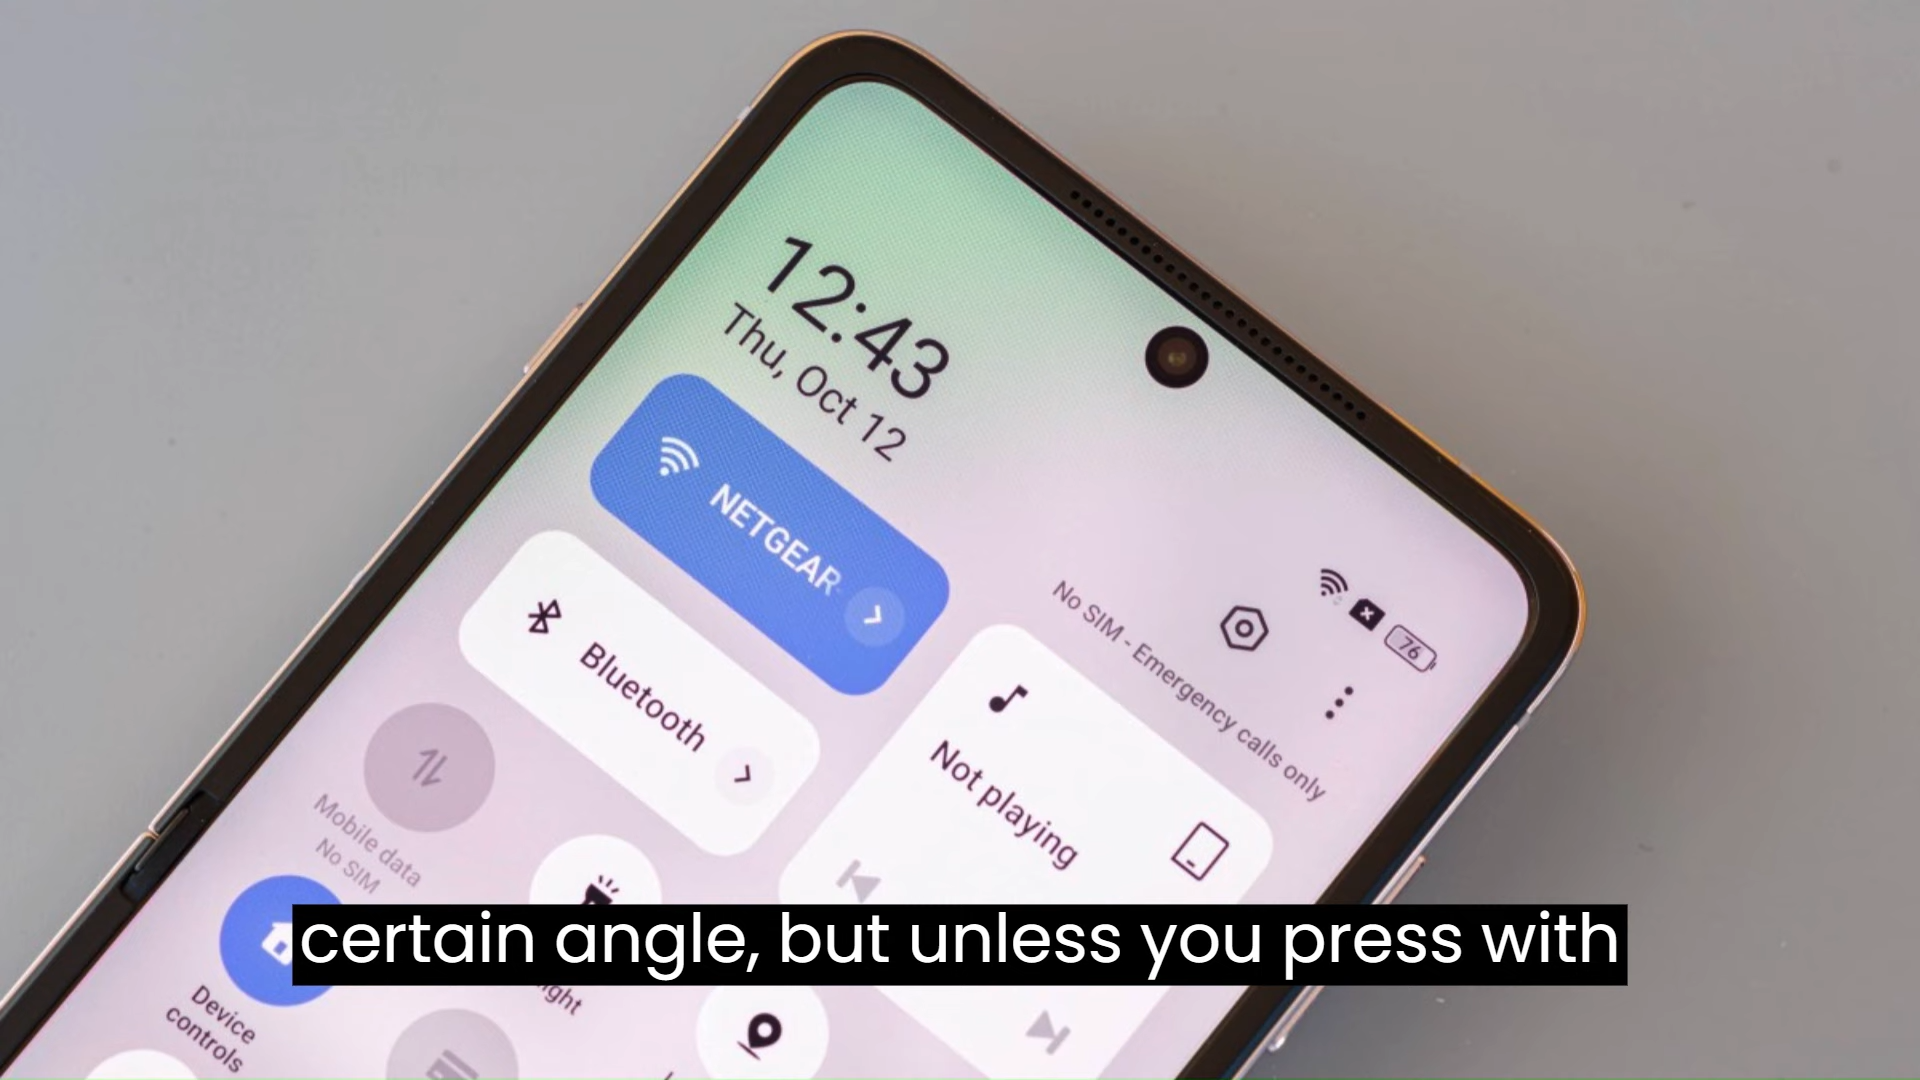 12:43
Thu, Oct 12
76
No SIM - Emergency calls only
NETGEAR-
Bluetooth
Not playing
Mobile data
No SIM
Device
controls
certain angle, but unless you press with